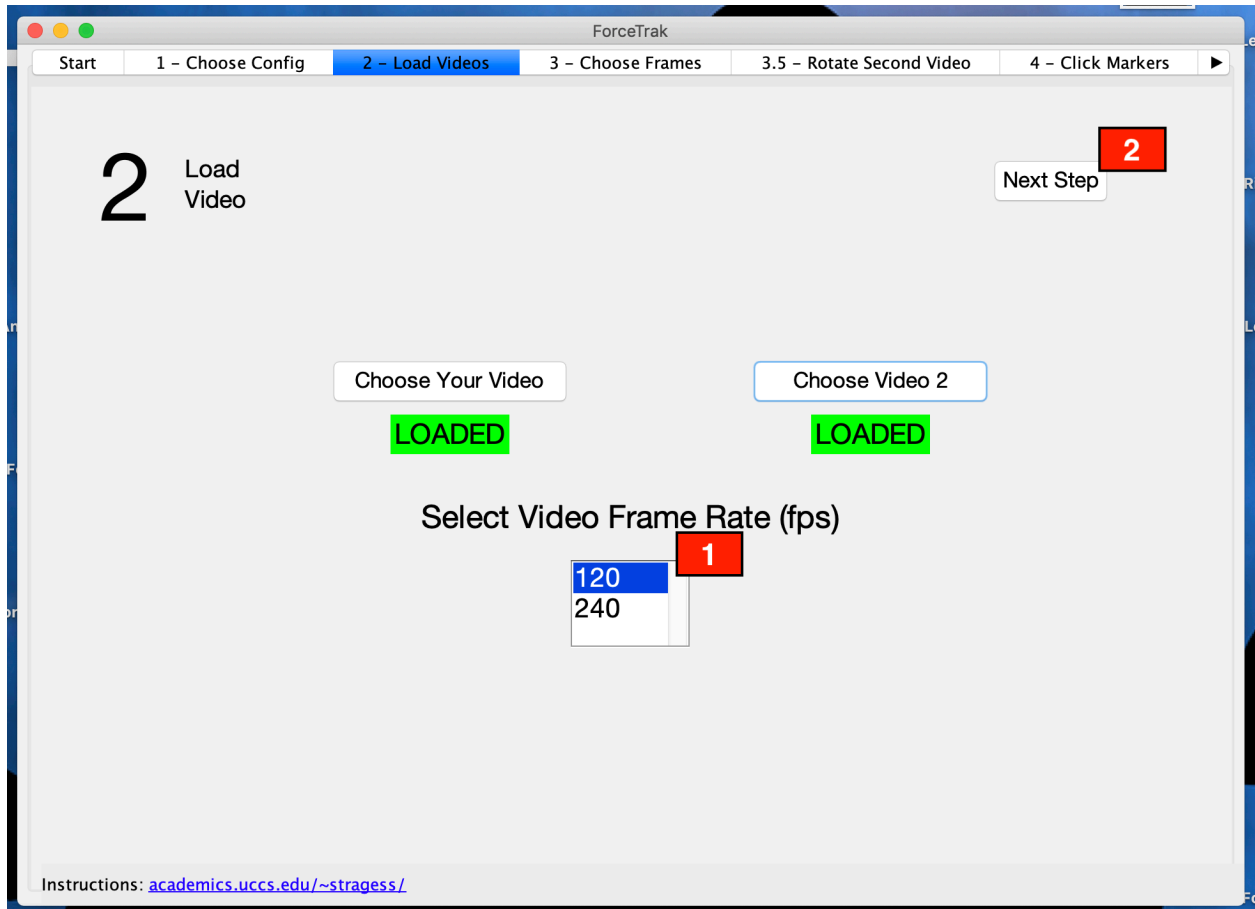 ForceTrak
Start 1 – Choose Config 2 – Load Videos 3 – Choose Frames 3.5 – Rotate Second Video 4 – Click Markers ▶
2
Load
Video
2
Next Step
Choose Your Video Choose Video 2
LOADED LOADED
Select Video Frame Rate (fps)
1
120
240
Instructions: academics.uccs.edu/~stragess/